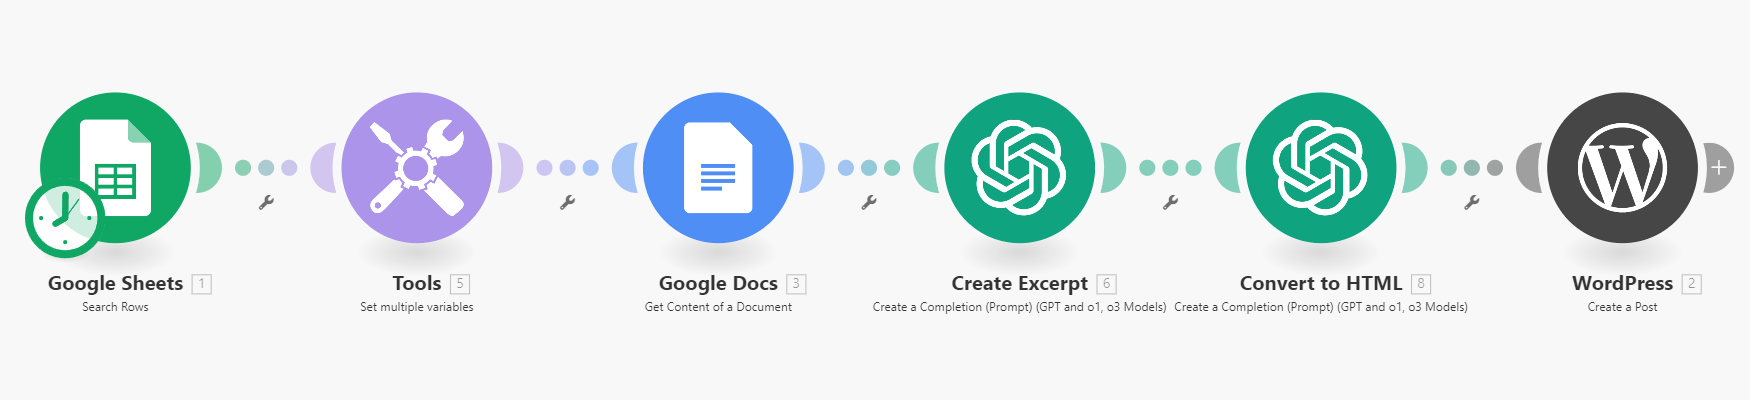 Google Sheets 1
Search Rows
Tools 5
Set multiple variables
Google Docs 3
Get Content of a Document
Create Excerpt 6
Create a Completion (Prompt) (GPT and o1, o3 Models)
Convert to HTML 8
Create a Completion (Prompt) (GPT and o1, o3 Models)
WordPress 2
Create a Post